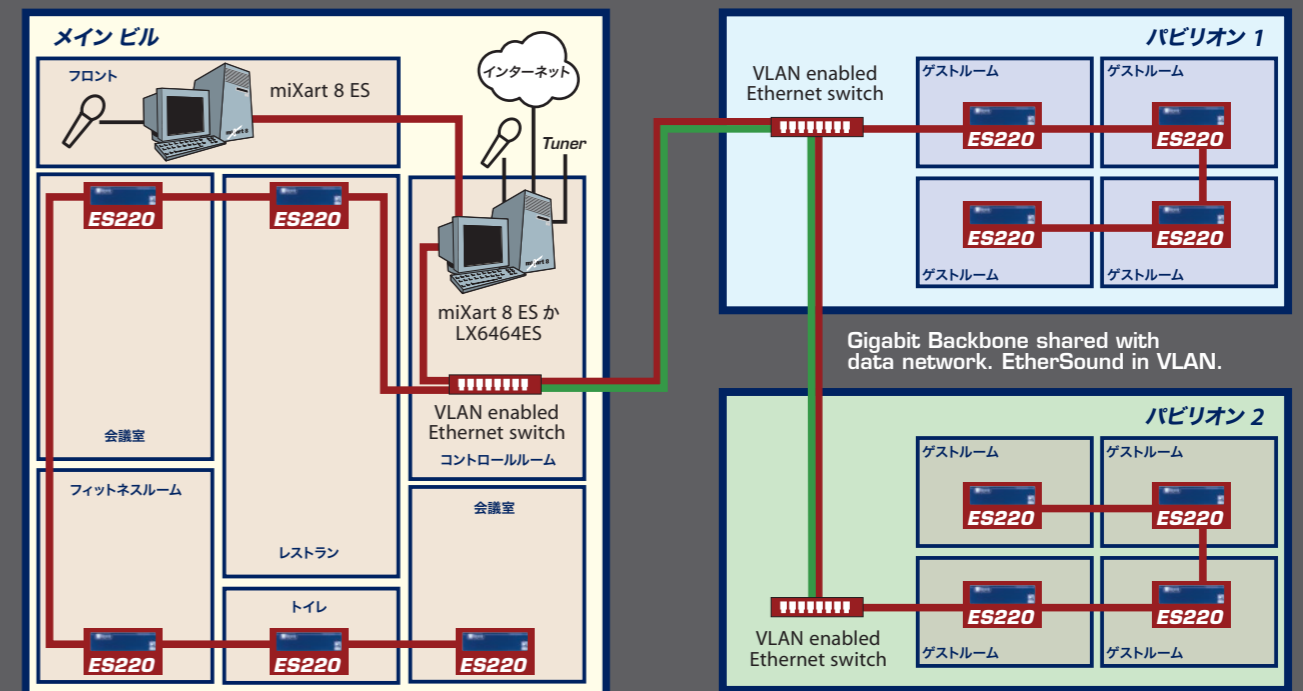 メイン ビル
フロント
miXart 8 ES
インターネット
Tuner
ES220
ES220
miXart 8
miXart 8 ES か
LX6464ES
VLAN enabled
Ethernet switch
コントロールルーム
会議室
フィットネスルーム
レストラン
会議室
トイレ
ES220
ES220
ES220
パビリオン 1
VLAN enabled
Ethernet switch
ゲストルーム
ゲストルーム
ES220
ES220
ES220
ES220
ゲストルーム
ゲストルーム
Gigabit Backbone shared with
data network. EtherSound in VLAN.
パビリオン 2
ゲストルーム
ゲストルーム
ES220
ES220
ES220
ES220
VLAN enabled
Ethernet switch
ゲストルーム
ゲストルーム